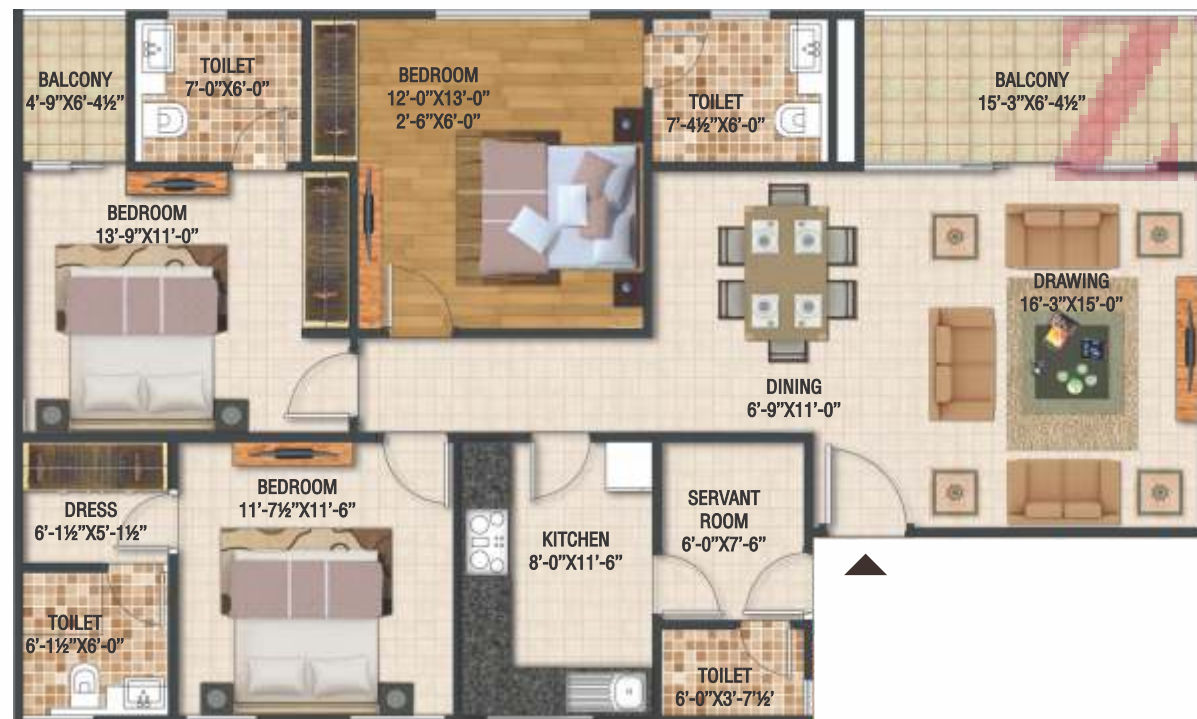 BALCONY
4'-9"X6'-4½"
TOILET
7'-0"X6'-0"
BEDROOM
12'-0"X13'-0"
2'-6"X6'-0"
TOILET
7'-4½"X6'-0"
BALCONY
15'-3"X6'-4½"
Z
BEDROOM
13'-9"X11'-0"
DRAWING
16'-3"X15'-0"
DINING
6'-9"X11'-0"
DRESS
6'-1½"X5'-1½"
BEDROOM
11'-7½"X11'-6"
KITCHEN
8'-0"X11'-6"
SERVANT
ROOM
6'-0"X7'-6"
TOILET
6'-1½"X6'-0"
TOILET
6'-0"X3'-7½'